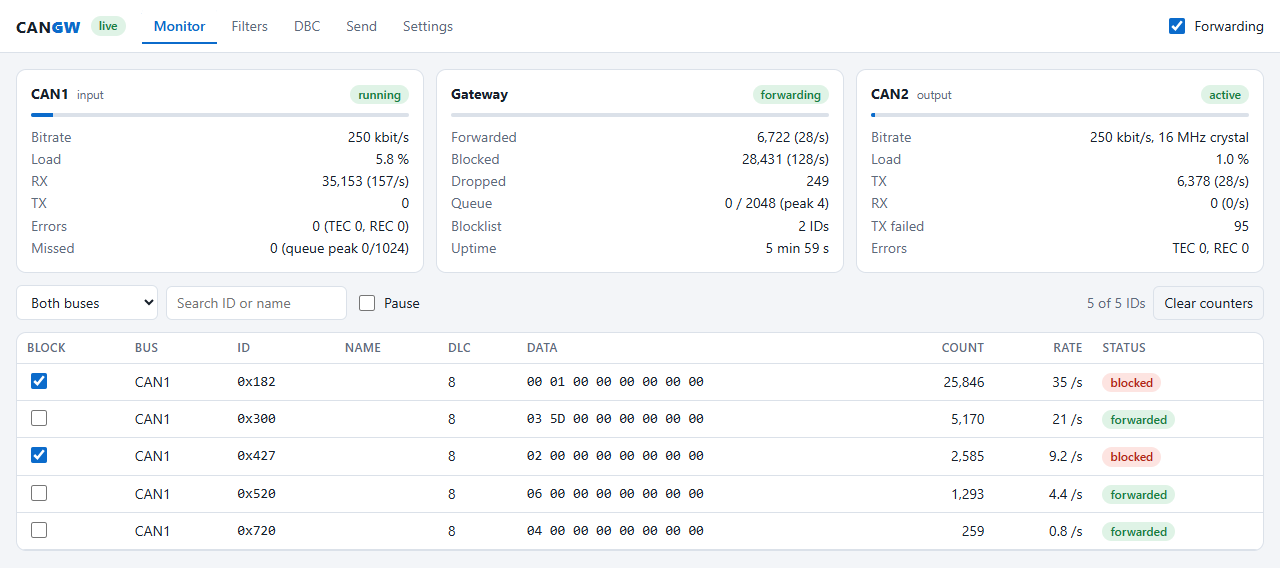 CANGW live Monitor Filters DBC Send Settings Forwarding
CAN1 input running
Bitrate 250 kbit/s
Load 5.8 %
RX 35,153 (157/s)
TX 0
Errors 0 (TEC 0, REC 0)
Missed 0 (queue peak 0/1024)
Gateway forwarding
Forwarded 6,722 (28/s)
Blocked 28,431 (128/s)
Dropped 249
Queue 0 / 2048 (peak 4)
Blocklist 2 IDs
Uptime 5 min 59 s
CAN2 output active
Bitrate 250 kbit/s, 16 MHz crystal
Load 1.0 %
TX 6,378 (28/s)
RX 0 (0/s)
TX failed 95
Errors TEC 0, REC 0
Both buses Search ID or name Pause 5 of 5 IDs Clear counters
BLOCK BUS ID NAME DLC DATA COUNT RATE STATUS
CAN1 0x182 8 00 01 00 00 00 00 00 00 25,846 35 /s blocked
CAN1 0x300 8 03 5D 00 00 00 00 00 00 5,170 21 /s forwarded
CAN1 0x427 8 02 00 00 00 00 00 00 00 2,585 9.2 /s blocked
CAN1 0x520 8 06 00 00 00 00 00 00 00 1,293 4.4 /s forwarded
CAN1 0x720 8 04 00 00 00 00 00 00 00 259 0.8 /s forwarded